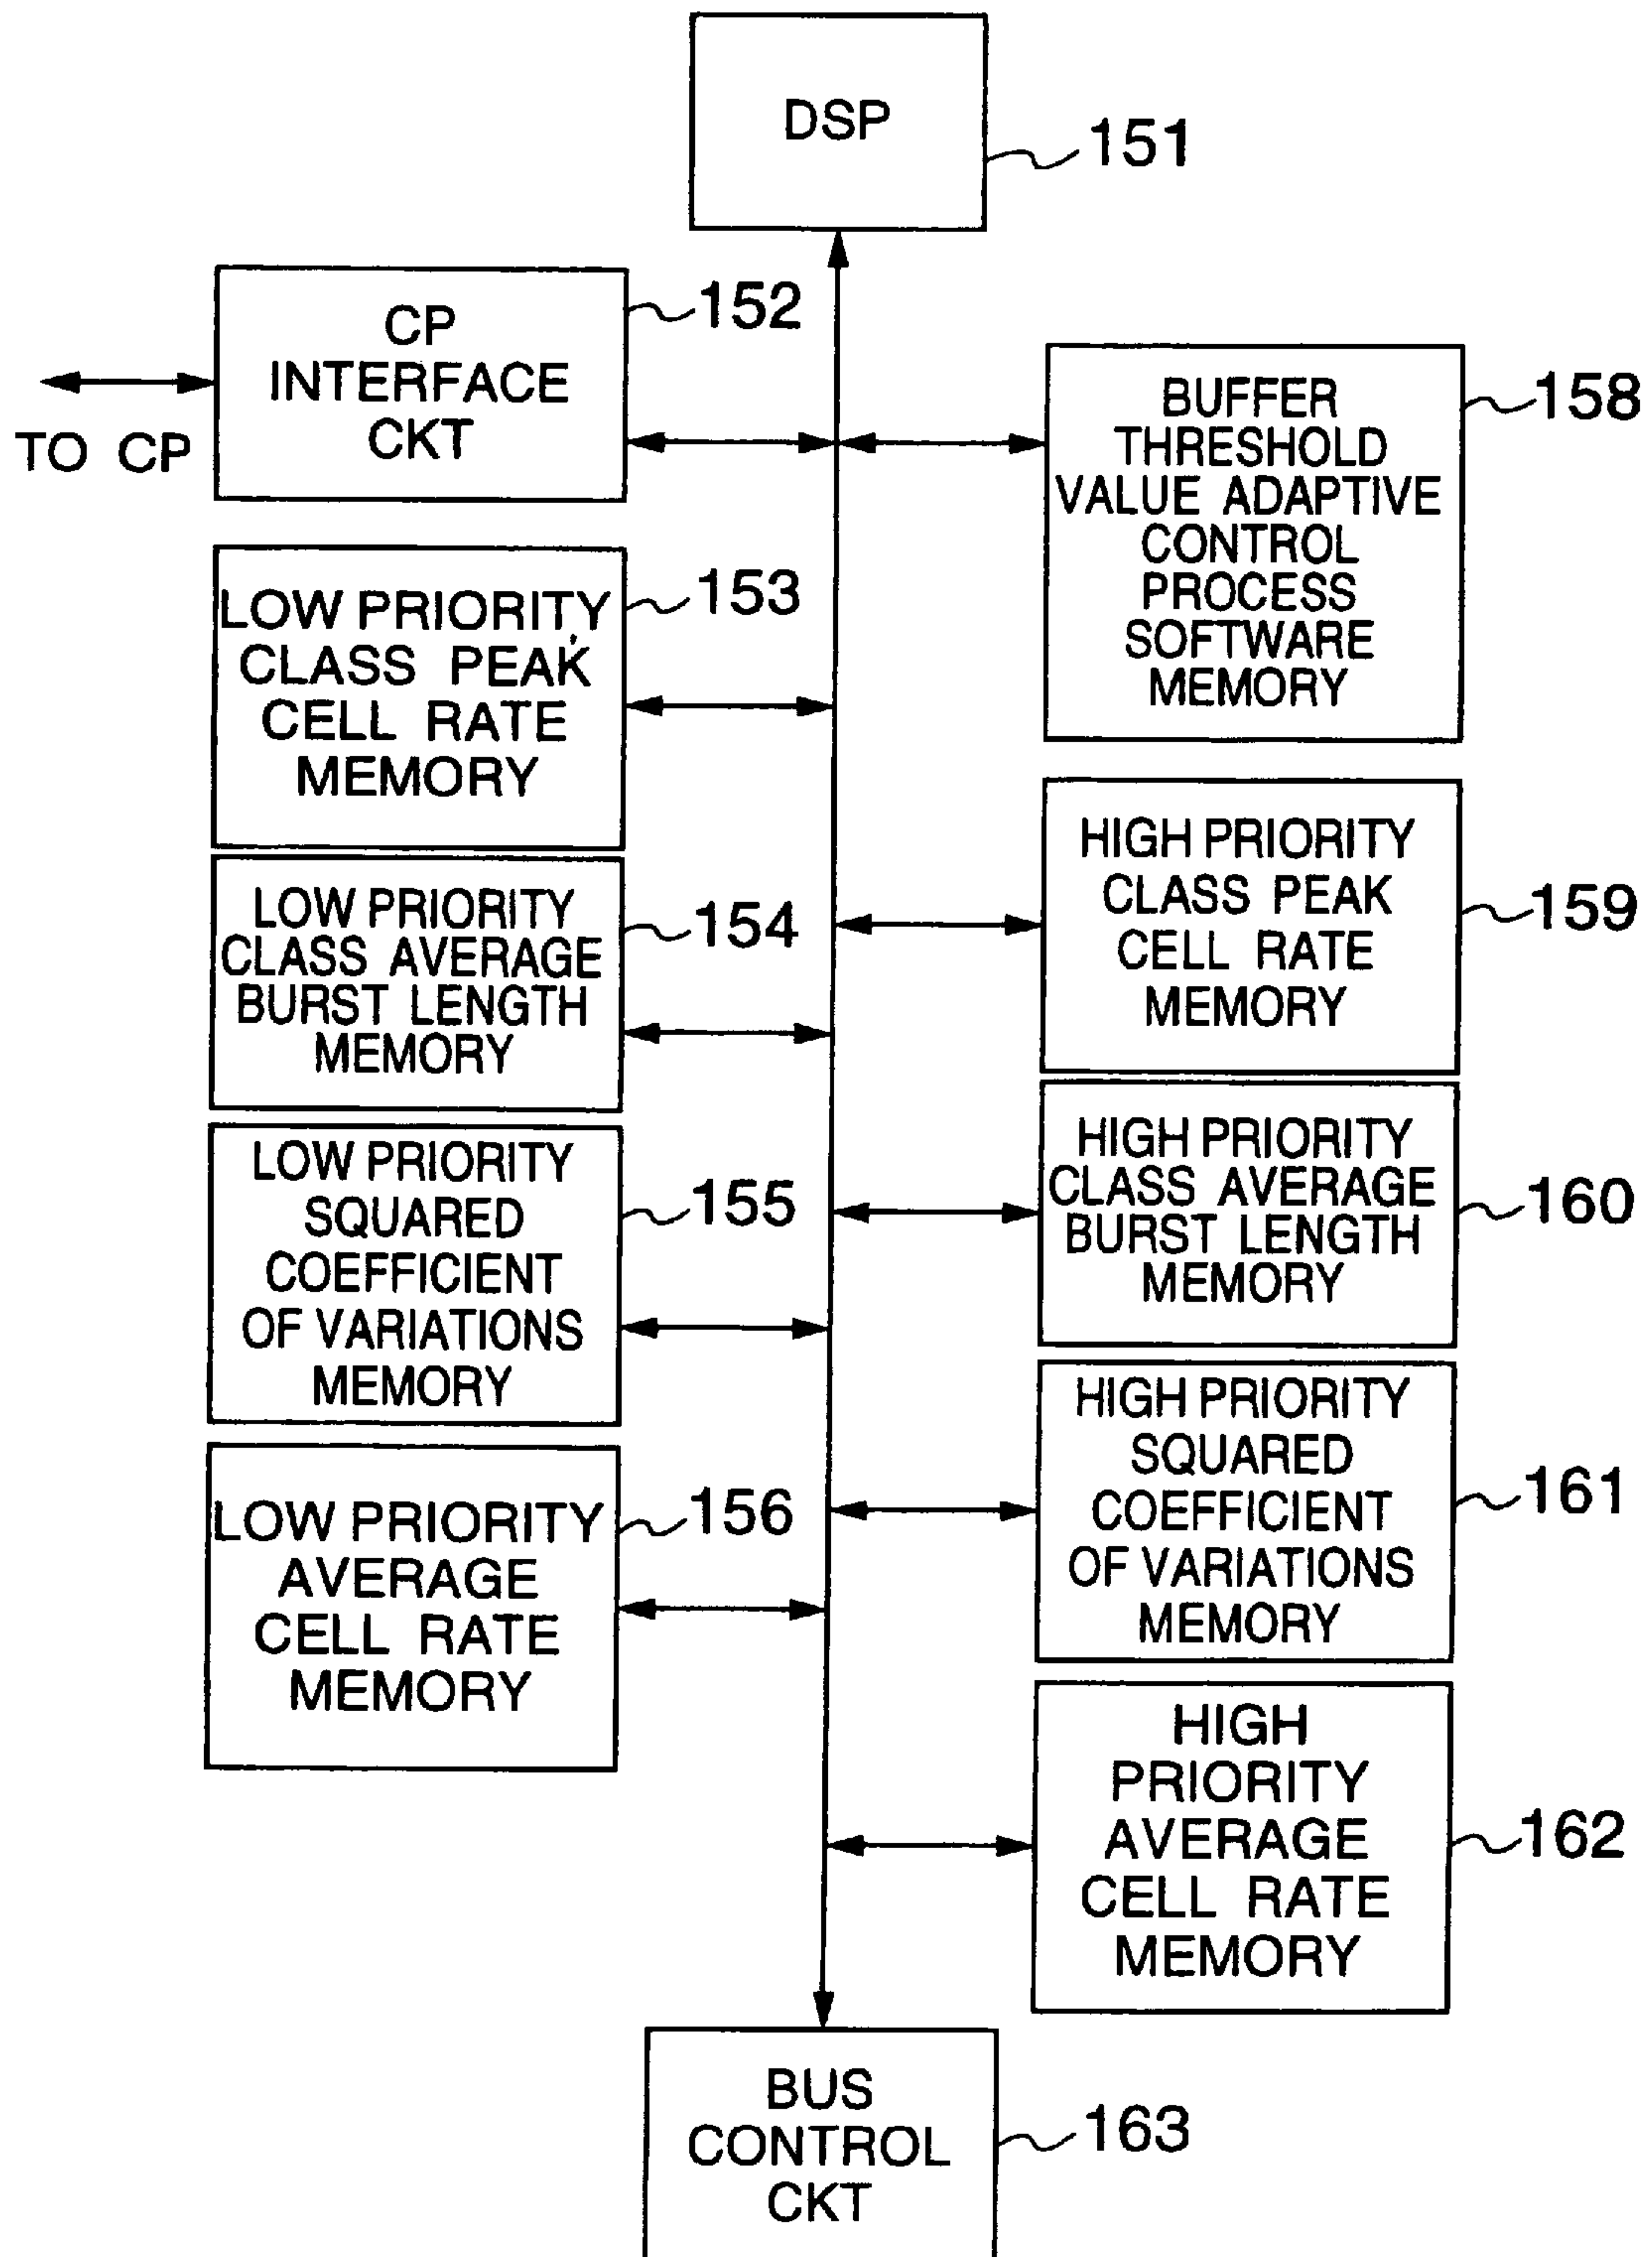 DSP
151
CP
INTERFACE
CKT
152
TO CP
BUFFER
THRESHOLD
VALUE ADAPTIVE
CONTROL
PROCESS
SOFTWARE
MEMORY
158
LOW PRIORITY
CLASS PEAK
CELL RATE
MEMORY
153
HIGH PRIORITY
CLASS PEAK
CELL RATE
MEMORY
159
LOW PRIORITY
CLASS AVERAGE
BURST LENGTH
MEMORY
154
HIGH PRIORITY
CLASS AVERAGE
BURST LENGTH
MEMORY
160
LOW PRIORITY
SQUARED
COEFFICIENT
OF VARIATIONS
MEMORY
155
HIGH PRIORITY
SQUARED
COEFFICIENT
OF VARIATIONS
MEMORY
161
LOW PRIORITY
AVERAGE
CELL RATE
MEMORY
156
HIGH
PRIORITY
AVERAGE
CELL RATE
MEMORY
162
BUS
CONTROL
CKT
163